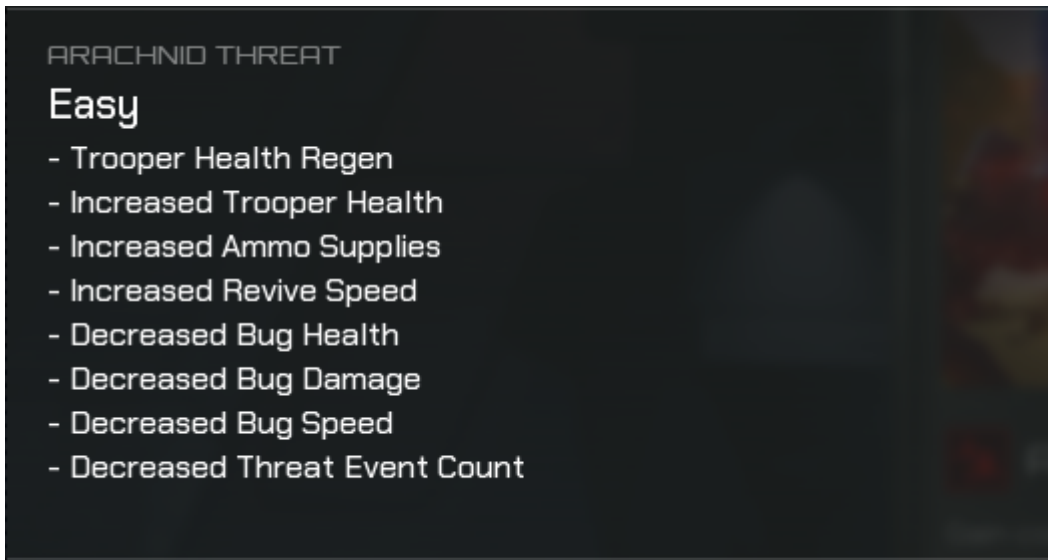 ARACHNID THREAT
Easy
- Trooper Health Regen
- Increased Trooper Health
- Increased Ammo Supplies
- Increased Revive Speed
- Decreased Bug Health
- Decreased Bug Damage
- Decreased Bug Speed
- Decreased Threat Event Count